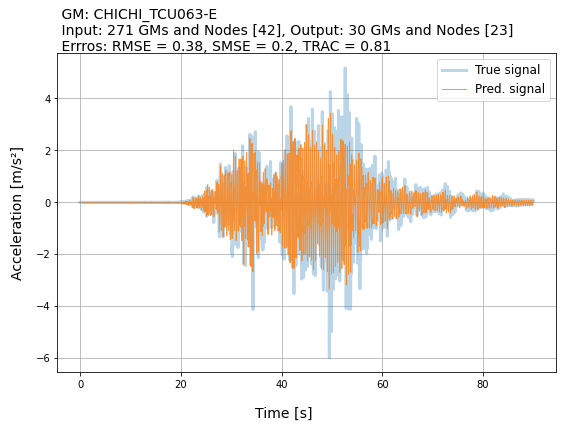 GM: CHICHI_TCU063-E
Input: 271 GMs and Nodes [42], Output: 30 GMs and Nodes [23]
Errros: RMSE = 0.38, SMSE = 0.2, TRAC = 0.81
True signal
Pred. signal
4
2
0
−2
−4
−6
Acceleration [m/s²]
0 20 40 60 80
Time [s]